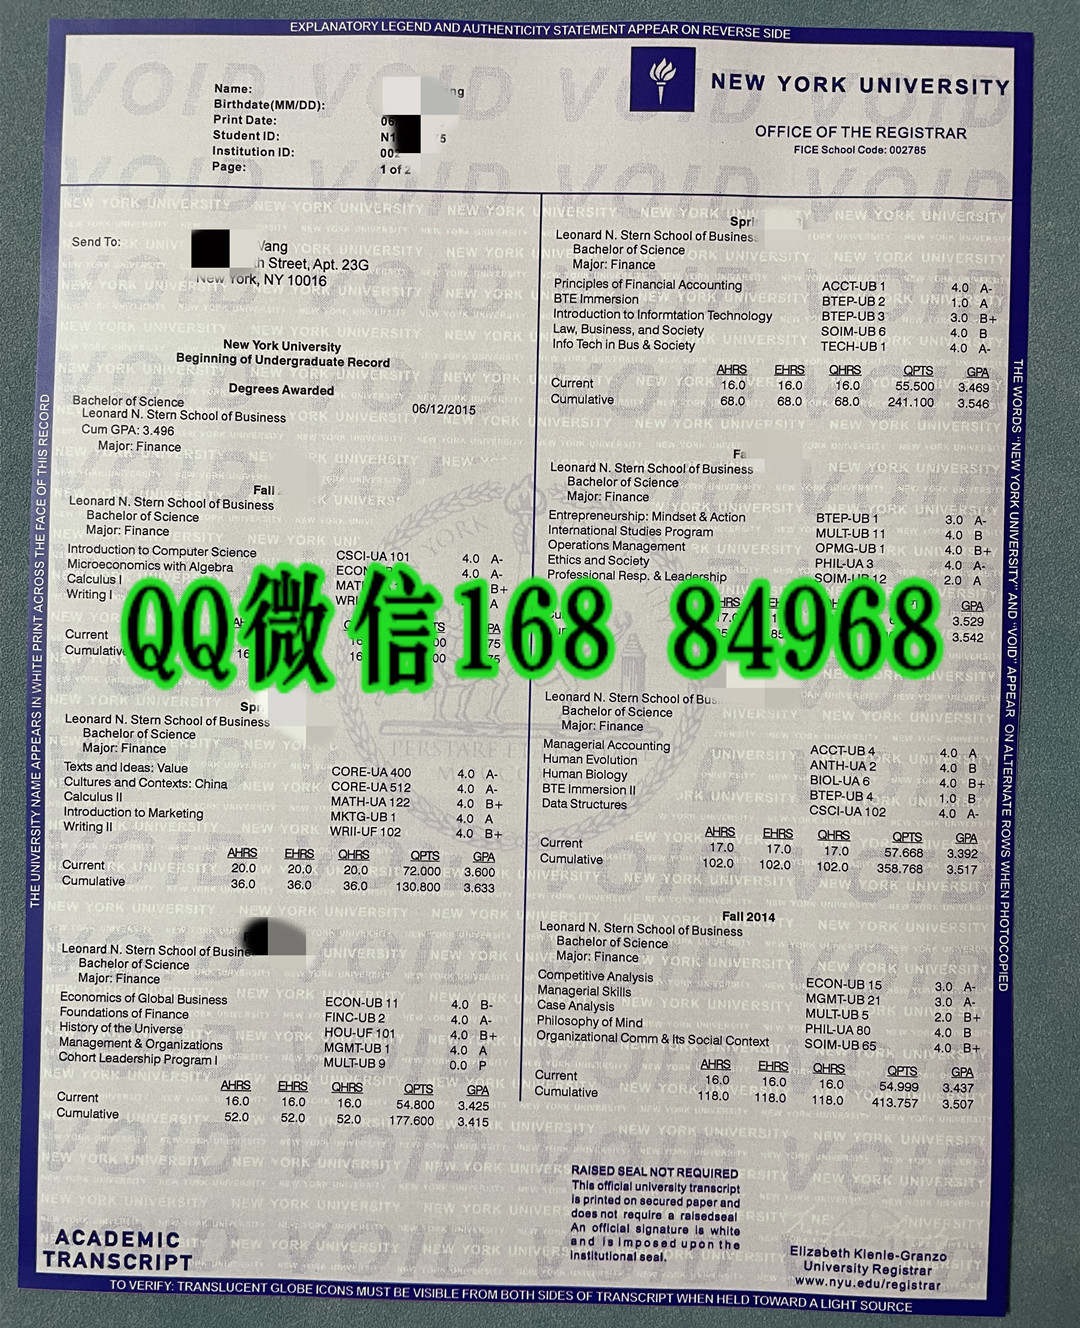 EXPLANATORY LEGEND AND AUTHENTICITY STATEMENT APPEAR ON REVERSE SIDE
Name: ng
Birthdate(MM/DD):
Print Date: 06
Student ID: N1 5
Institution ID: 002
Page: 1 of 2
NEW YORK UNIVERSITY
OFFICE OF THE REGISTRAR
FICE School Code: 002785
Send To:
Vang
h Street, Apt. 23G
New York, NY 10016
New York University
Beginning of Undergraduate Record
Degrees Awarded
Bachelor of Science 06/12/2015
Leonard N. Stern School of Business
Cum GPA: 3.496
Major: Finance
Fall
Leonard N. Stern School of Business
Bachelor of Science
Major: Finance
Introduction to Computer Science CSCI-UA 101 4.0 A-
Microeconomics with Algebra ECON 4.0 A-
Calculus I MAT B+
Writing I WRI A
Current
Cumulativ
Spr
Leonard N. Stern School of Business
Bachelor of Science
Major: Finance
Texts and Ideas: Value CORE-UA 400 4.0 A-
Cultures and Contexts: China CORE-UA 512 4.0 A-
Calculus II MATH-UA 122 4.0 B+
Introduction to Marketing MKTG-UB 1 4.0 A
Writing II WRII-UF 102 4.0 B+
AHRS EHRS QHRS QPTS GPA
Current 20.0 20.0 20.0 72.000 3.600
Cumulative 36.0 36.0 36.0 130.800 3.633
Leonard N. Stern School of Busine
Bachelor of Science
Major: Finance
Economics of Global Business ECON-UB 11 4.0 B-
Foundations of Finance FINC-UB 2 4.0 A-
History of the Universe HOU-UF 101 4.0 B+
Management & Organizations MGMT-UB 1 4.0 A
Cohort Leadership Program I MULT-UB 9 0.0 P
AHRS EHRS QHRS QPTS GPA
Current 16.0 16.0 16.0 54.800 3.425
Cumulative 52.0 52.0 52.0 177.600 3.415
Spri
Leonard N. Stern School of Business
Bachelor of Science
Major: Finance
Principles of Financial Accounting ACCT-UB 1 4.0 A-
BTE Immersion BTEP-UB 2 1.0 A
Introduction to Informtation Technology BTEP-UB 3 3.0 B+
Law, Business, and Society SOIM-UB 6 4.0 B
Info Tech in Bus & Society TECH-UB 1 4.0 A-
AHRS EHRS QHRS QPTS GPA
Current 16.0 16.0 16.0 55.500 3.469
Cumulative 68.0 68.0 68.0 241.100 3.546
Fa
Leonard N. Stern School of Business
Bachelor of Science
Major: Finance
Entrepreneurship: Mindset & Action BTEP-UB 1 3.0 A-
International Studies Program MULT-UB 11 4.0 B
Operations Management OPMG-UB 1 4.0 B+
Ethics and Society PHIL-UA 3 4.0 A-
Professional Resp. & Leadership SOIM-UB 12 2.0 A
GPA
3.529
3.542
QQ微信168 84968
Leonard N. Stern School of Bus
Bachelor of Science
Major: Finance
Managerial Accounting ACCT-UB 4 4.0 A
Human Evolution ANTH-UA 2 4.0 B
Human Biology BIOL-UA 6 4.0 B+
BTE Immersion II BTEP-UB 4 1.0 B
Data Structures CSCI-UA 102 4.0 A-
AHRS EHRS QHRS QPTS GPA
Current 17.0 17.0 17.0 57.668 3.392
Cumulative 102.0 102.0 102.0 358.768 3.517
Fall 2014
Leonard N. Stern School of Business
Bachelor of Science
Major: Finance
Competitive Analysis ECON-UB 15 3.0 A-
Managerial Skills MGMT-UB 21 3.0 A-
Case Analysis MULT-UB 5 2.0 B+
Philosophy of Mind PHIL-UA 80 4.0 B
Organizational Comm & Its Social Context SOIM-UB 65 4.0 B+
AHRS EHRS QHRS QPTS GPA
Current 16.0 16.0 16.0 54.999 3.437
Cumulative 118.0 118.0 118.0 413.757 3.507
RAISED SEAL NOT REQUIRED
This official university transcript
is printed on secured paper and
does not require a raisedseal
An official signature is white
and is imposed upon the
institutional seal.
ACADEMIC
TRANSCRIPT
Elizabeth Kienle-Granzo
University Registrar
www.nyu.edu/registrar
TO VERIFY: TRANSLUCENT GLOBE ICONS MUST BE VISIBLE FROM BOTH SIDES OF TRANSCRIPT WHEN HELD TOWARD A LIGHT SOURCE
THE UNIVERSITY NAME APPEARS IN WHITE PRINT ACROSS THE FACE OF THIS RECORD
THE WORDS "NEW YORK UNIVERSITY" AND "VOID" APPEAR ON ALTERNATE ROWS WHEN PHOTOCOPIED